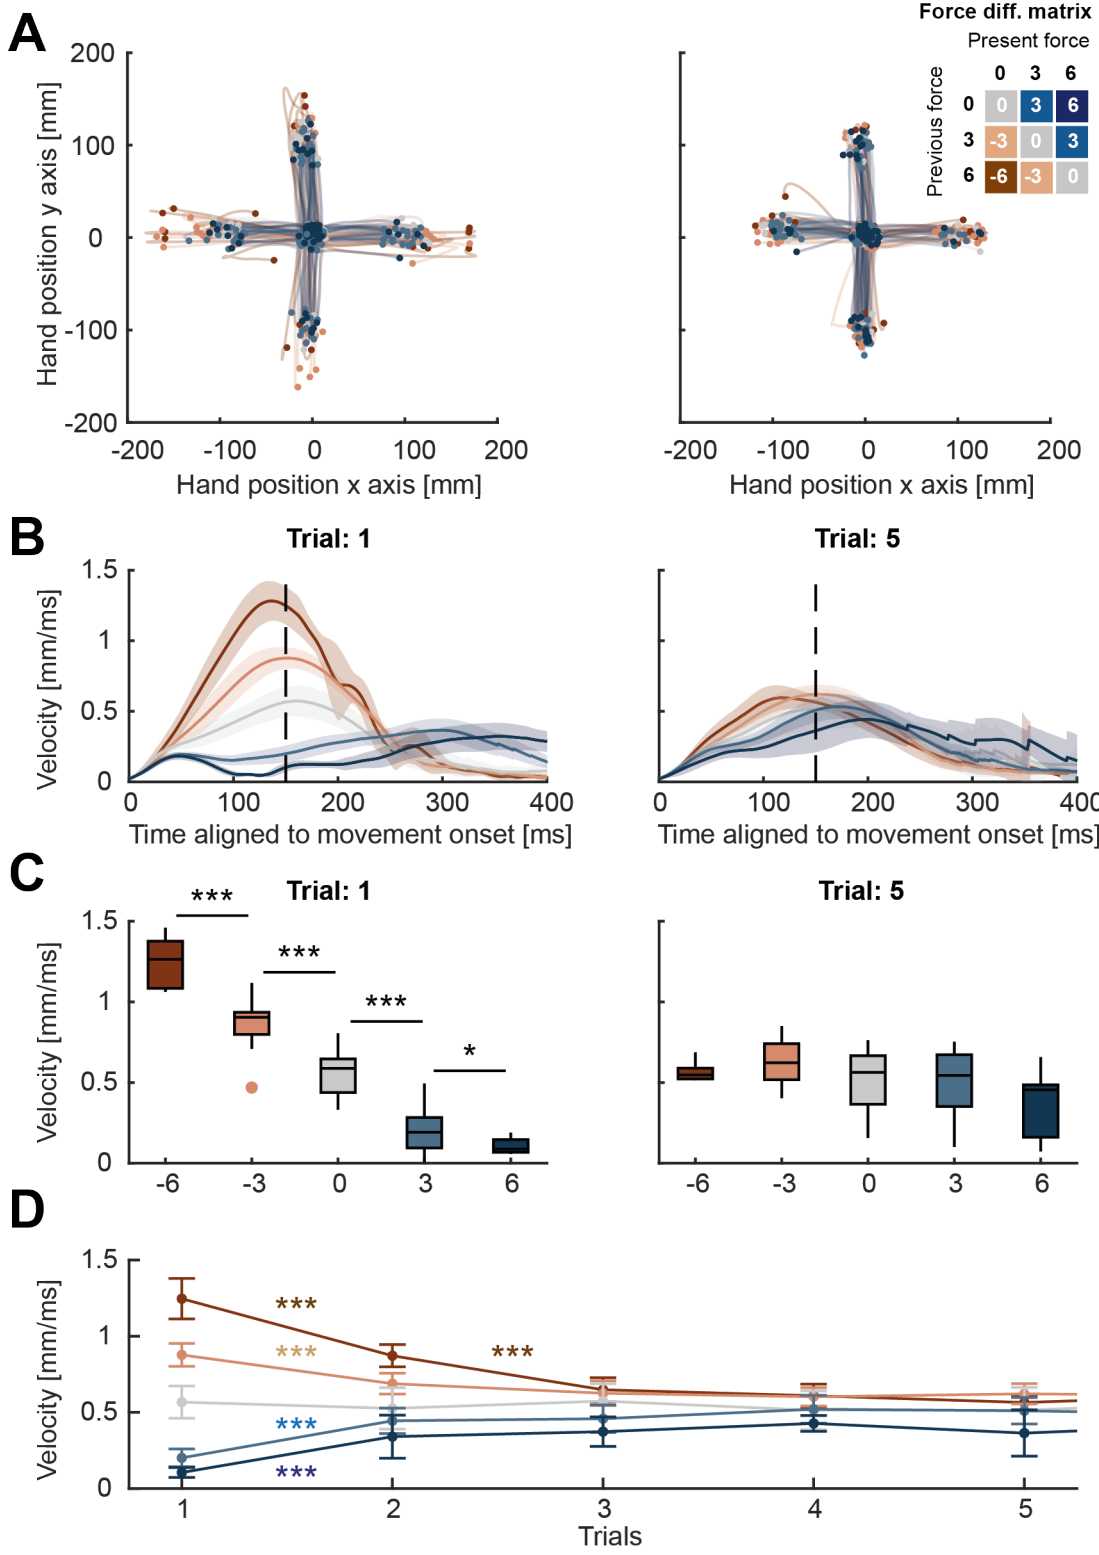 A
Force diff. matrix
Present force
0 3 6
Previous force
0 0 3 6
3 -3 0 3
6 -6 -3 0
Hand position y axis [mm]
200
100
0
-100
-200
-200 -100 0 100 200
Hand position x axis [mm]
-200 -100 0 100 200
Hand position x axis [mm]
B
Trial: 1
Trial: 5
Velocity [mm/ms]
1.5
1
0.5
0
0 100 200 300 400
Time aligned to movement onset [ms]
0 100 200 300 400
Time aligned to movement onset [ms]
C
Trial: 1
Trial: 5
Velocity [mm/ms]
1.5
1
0.5
0
***
***
***
*
-6 -3 0 3 6
-6 -3 0 3 6
D
Velocity [mm/ms]
1.5
1
0.5
0
***
*** ***
***
***
1 2 3 4 5
Trials